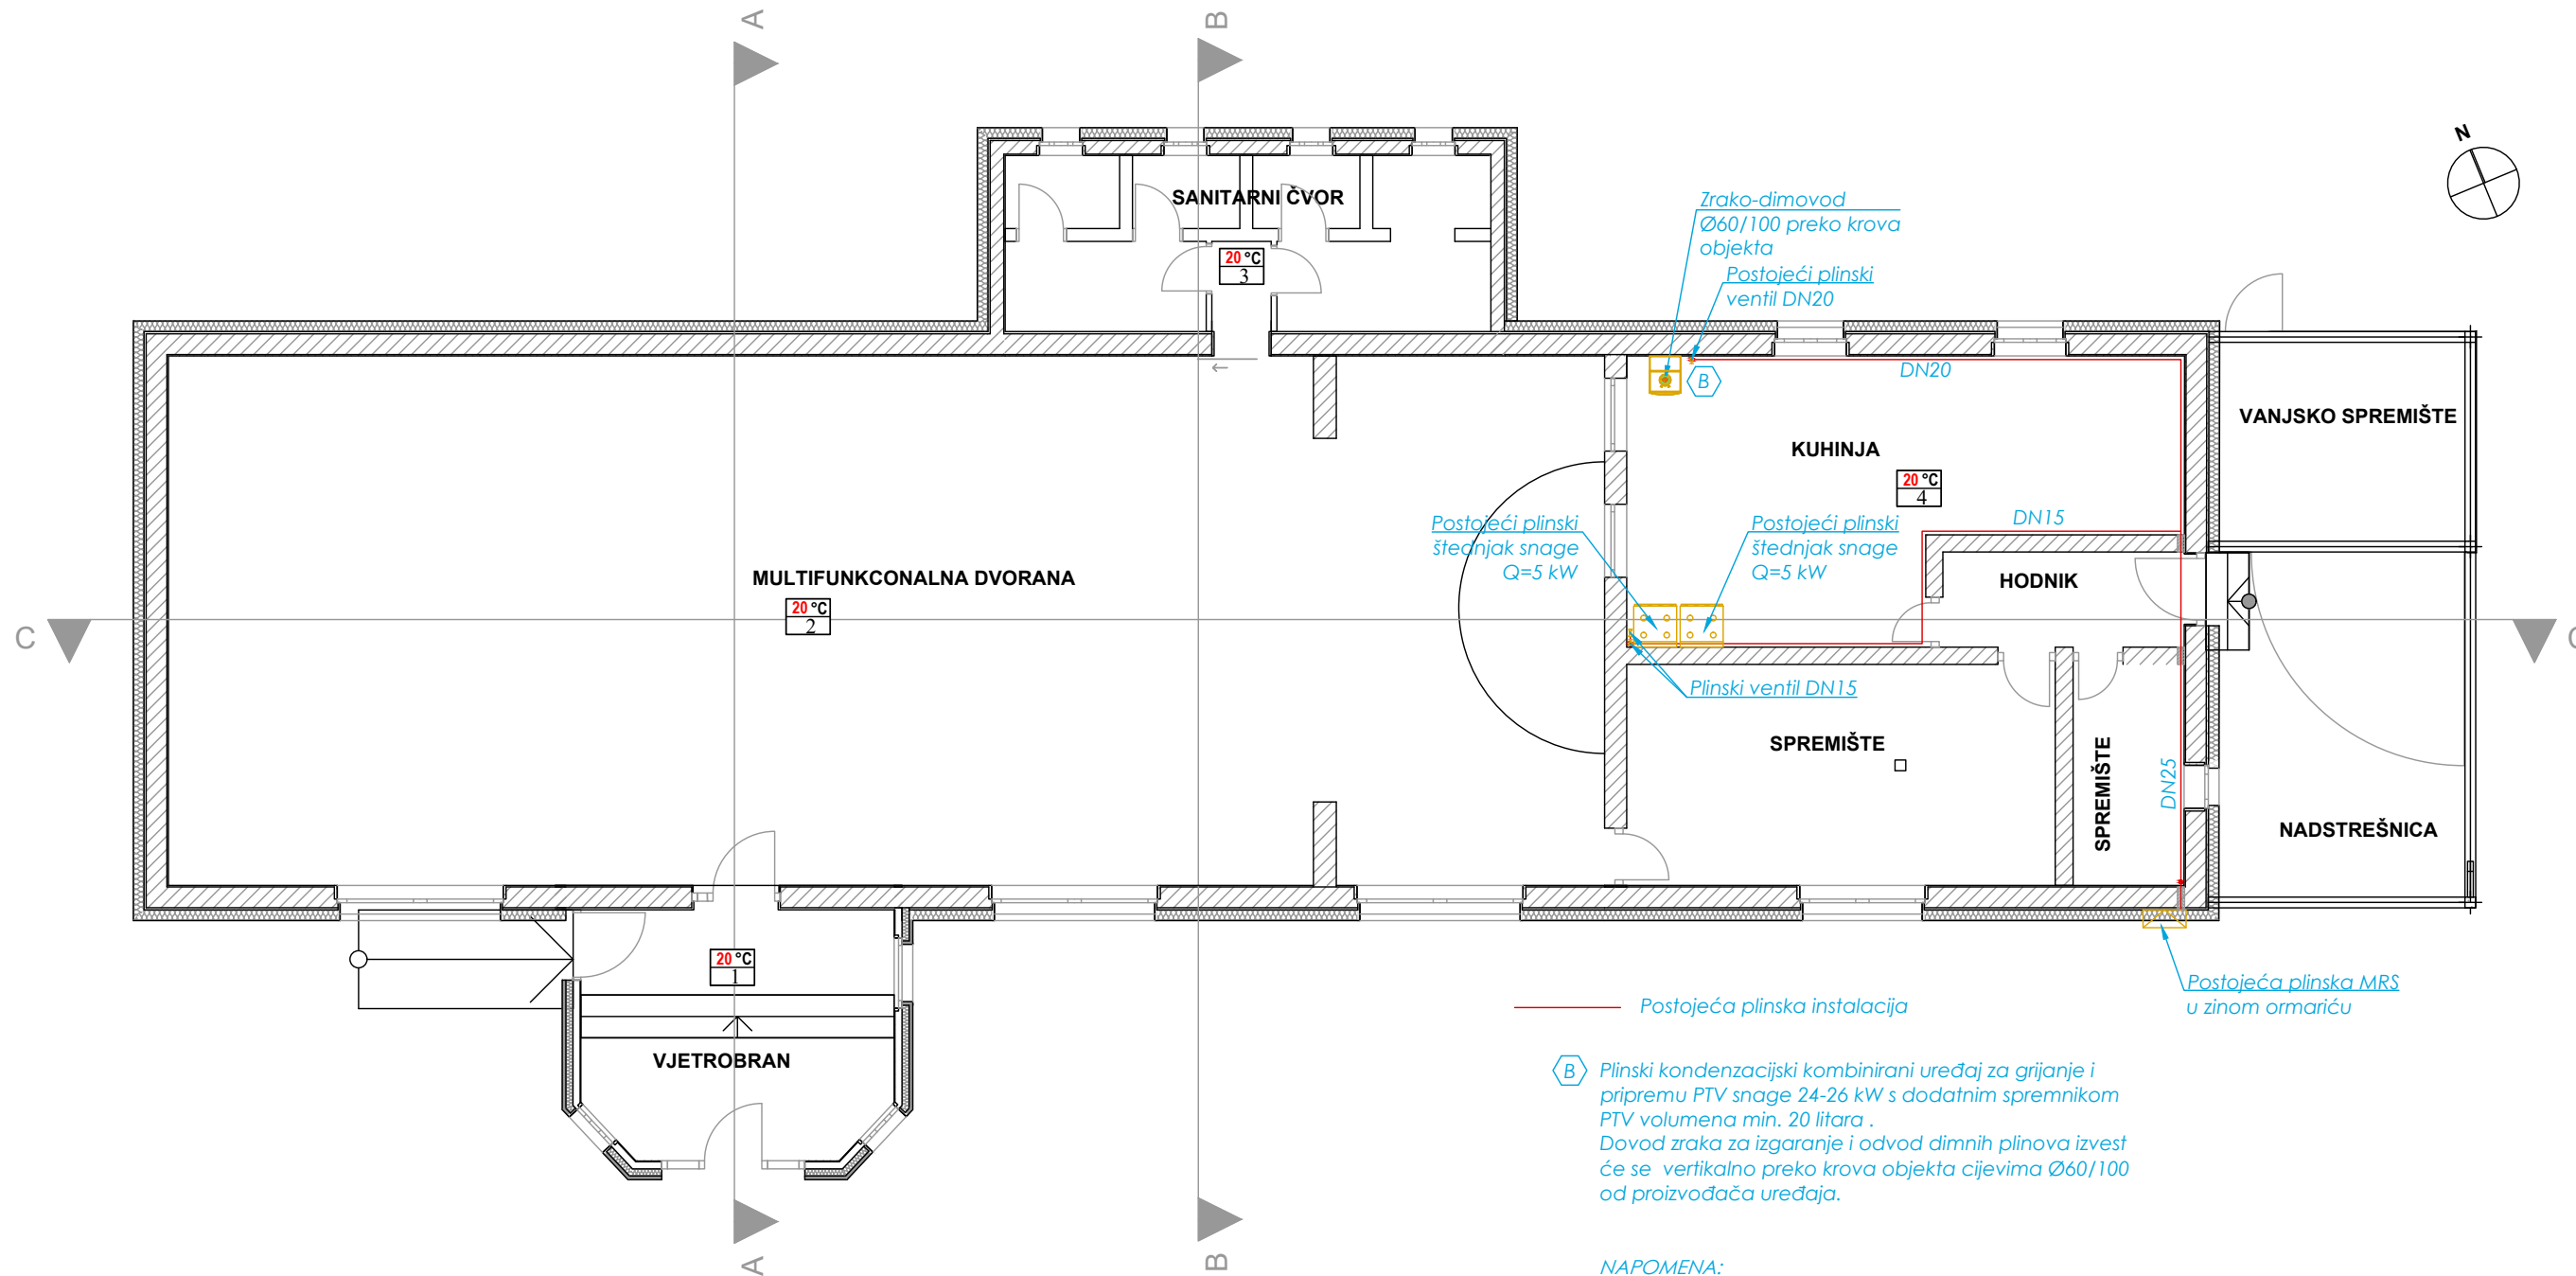 A
B
N
SANITARNI ČVOR
20 °C
3
Zrako-dimovod
Ø60/100 preko krova
objekta
Postojeći plinski
ventil DN20
B
DN20
VANJSKO SPREMIŠTE
KUHINJA
20 °C
4
Postojeći plinski
štednjak snage
Q=5 kW
Postojeći plinski
štednjak snage
Q=5 kW
DN15
MULTIFUNKCONALNA DVORANA
20 °C
2
HODNIK
C
C
Plinski ventil DN15
SPREMIŠTE
SPREMIŠTE
DN25
NADSTREŠNICA
20 °C
1
VJETROBRAN
Postojeća plinska MRS
u zinom ormariću
Postojeća plinska instalacija
B
Plinski kondenzacijski kombinirani uređaj za grijanje i
pripremu PTV snage 24-26 kW s dodatnim spremnikom
PTV volumena min. 20 litara .
Dovod zraka za izgaranje i odvod dimnih plinova izvest
će se vertikalno preko krova objekta cijevima Ø60/100
od proizvođača uređaja.
A
B
NAPOMENA: